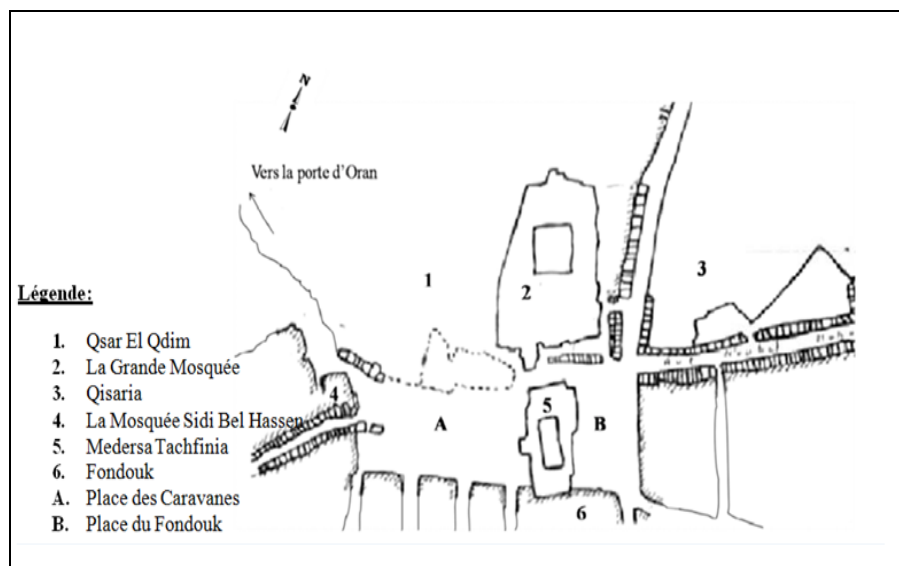 N
Vers la porte d’Oran
1
2
3
4
A
5
B
6
Légende:
1. Qsar El Qdim
2. La Grande Mosquée
3. Qisaria
4. La Mosquée Sidi Bel Hassen
5. Medersa Tachfinia
6. Fondouk
A. Place des Caravanes
B. Place du Fondouk